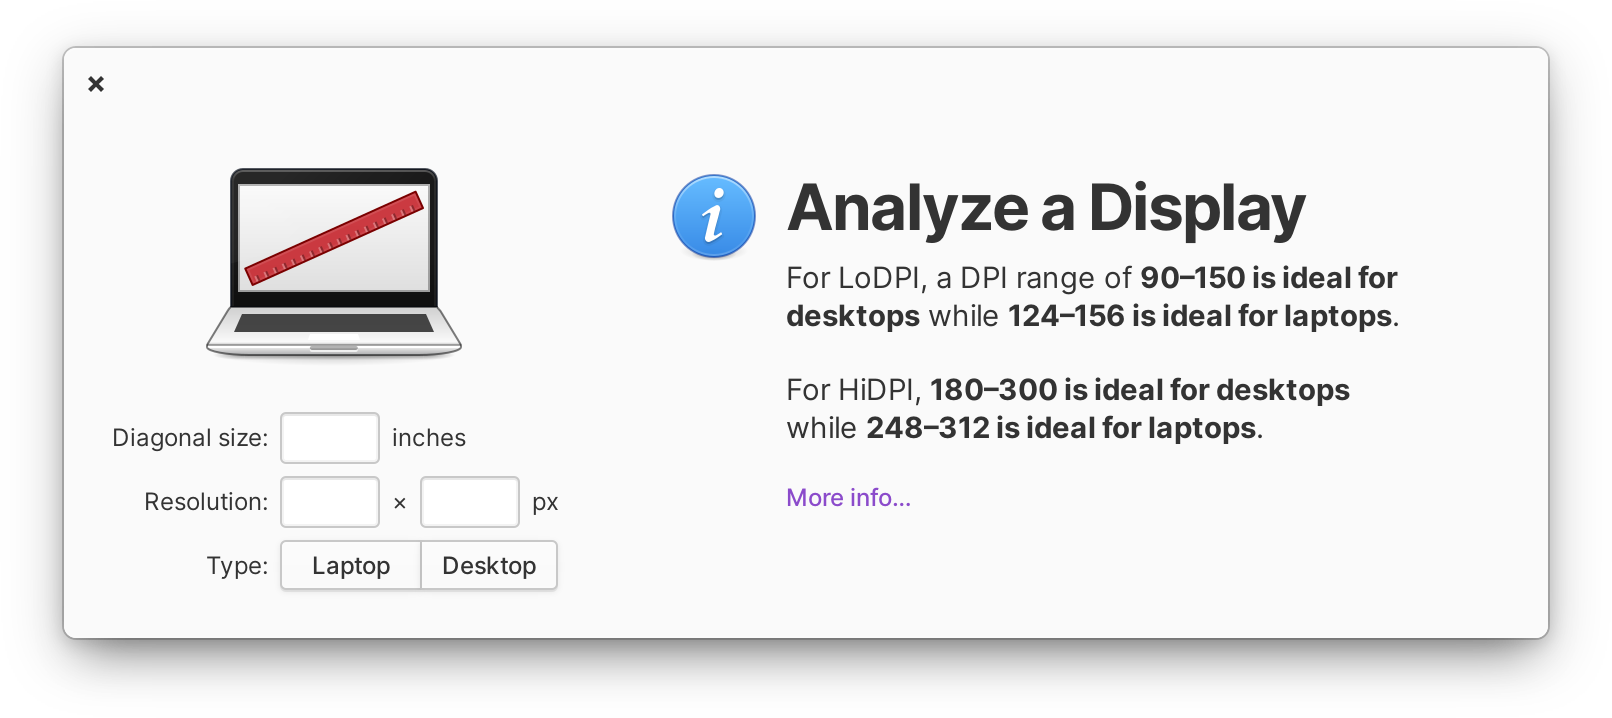 Analyze a Display
For LoDPI, a DPI range of 90–150 is ideal for
desktops while 124–156 is ideal for laptops.
For HiDPI, 180–300 is ideal for desktops
while 248–312 is ideal for laptops.
More info...
Diagonal size: inches
Resolution: × px
Type: Laptop Desktop